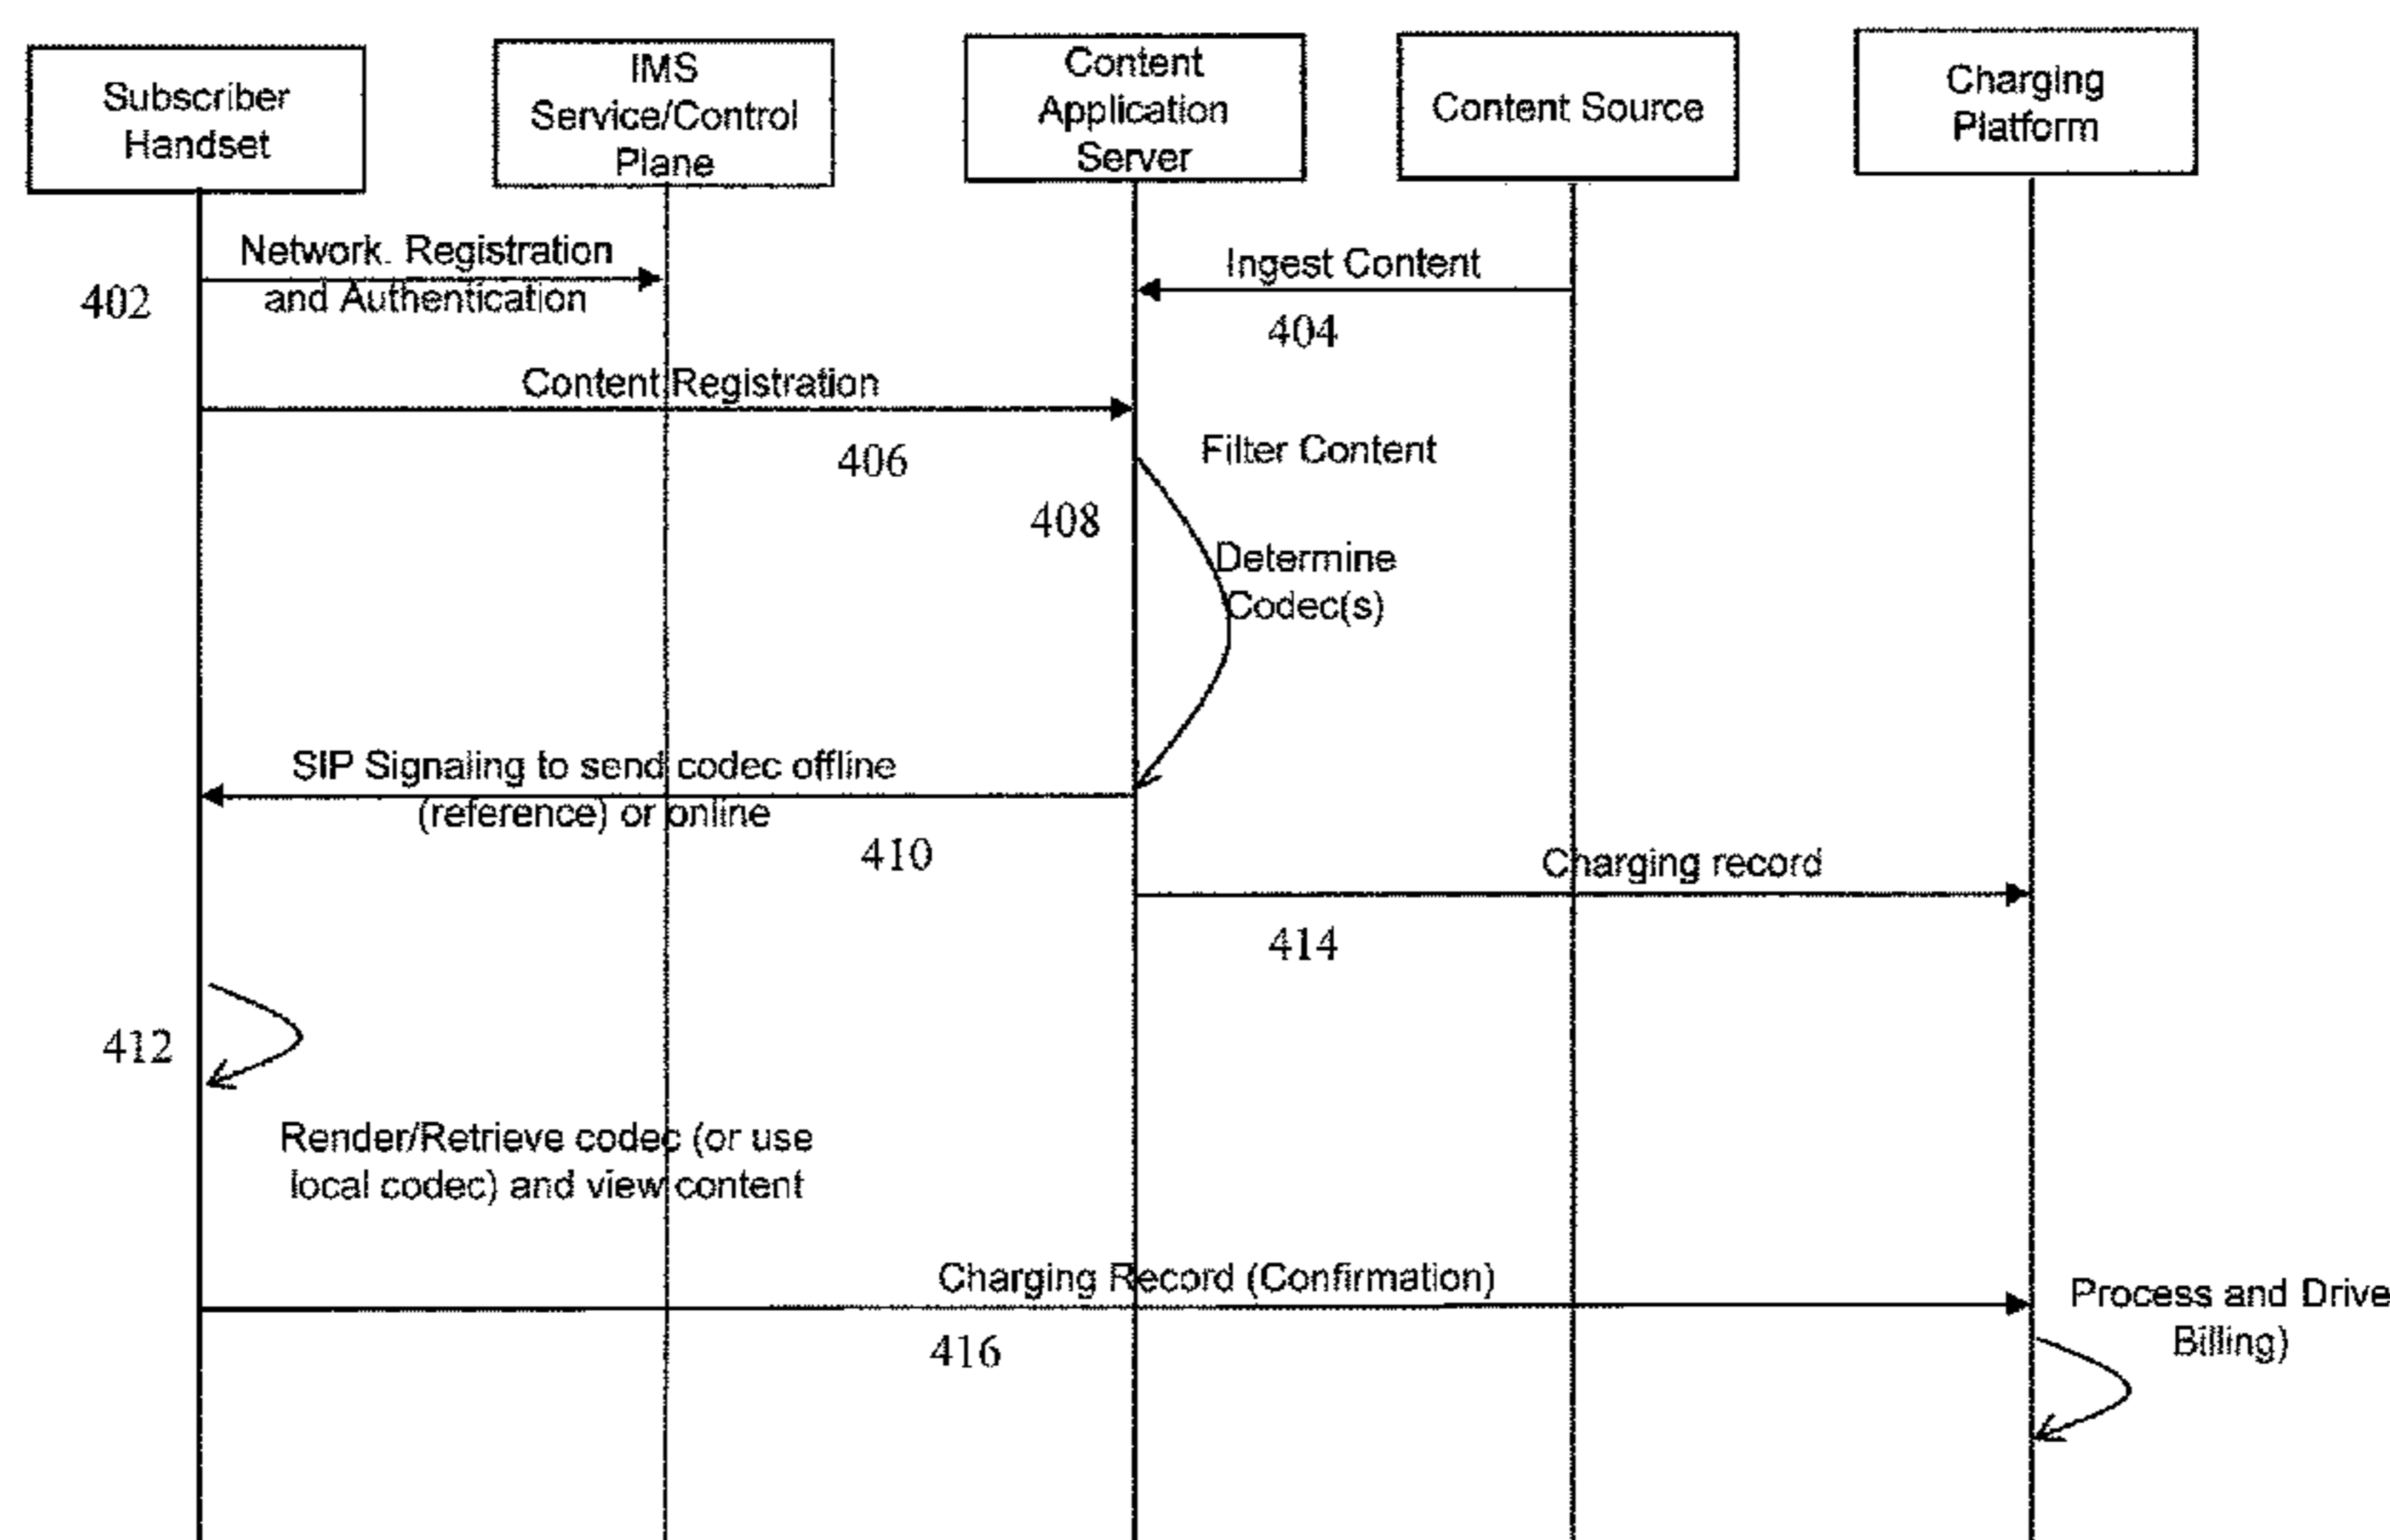 Subscriber
Handset
IMS
Service/Control
Plane
Content
Application
Server
Content Source
Charging
Platform
Network. Registration
and Authentication
402
Ingest Content
404
Content Registration
406
Filter Content
408
Determine
Codec(s)
SIP Signaling to send codec offline
(reference) or online
410
Charging record
414
412
Render/Retrieve codec (or use
local codec) and view content
Charging Record (Confirmation)
416
Process and Drive
Billing)